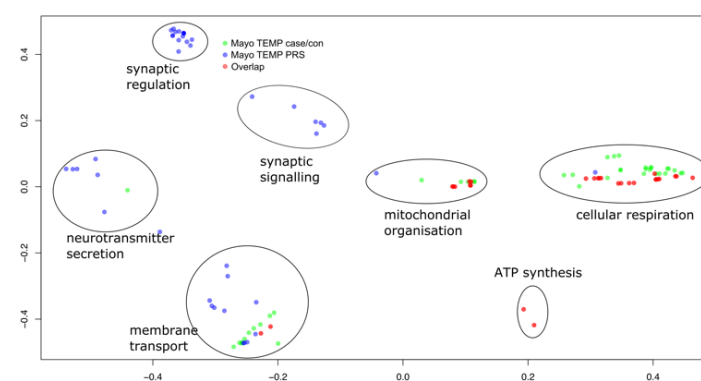 Mayo TEMP case/con
Mayo TEMP PRS
Overlap
synaptic
regulation
synaptic
signalling
mitochondrial
organisation
cellular respiration
neurotransmitter
secretion
ATP synthesis
membrane
transport
0.4
0.2
0.0
−0.2
−0.4
−0.4
−0.2
0.0
0.2
0.4